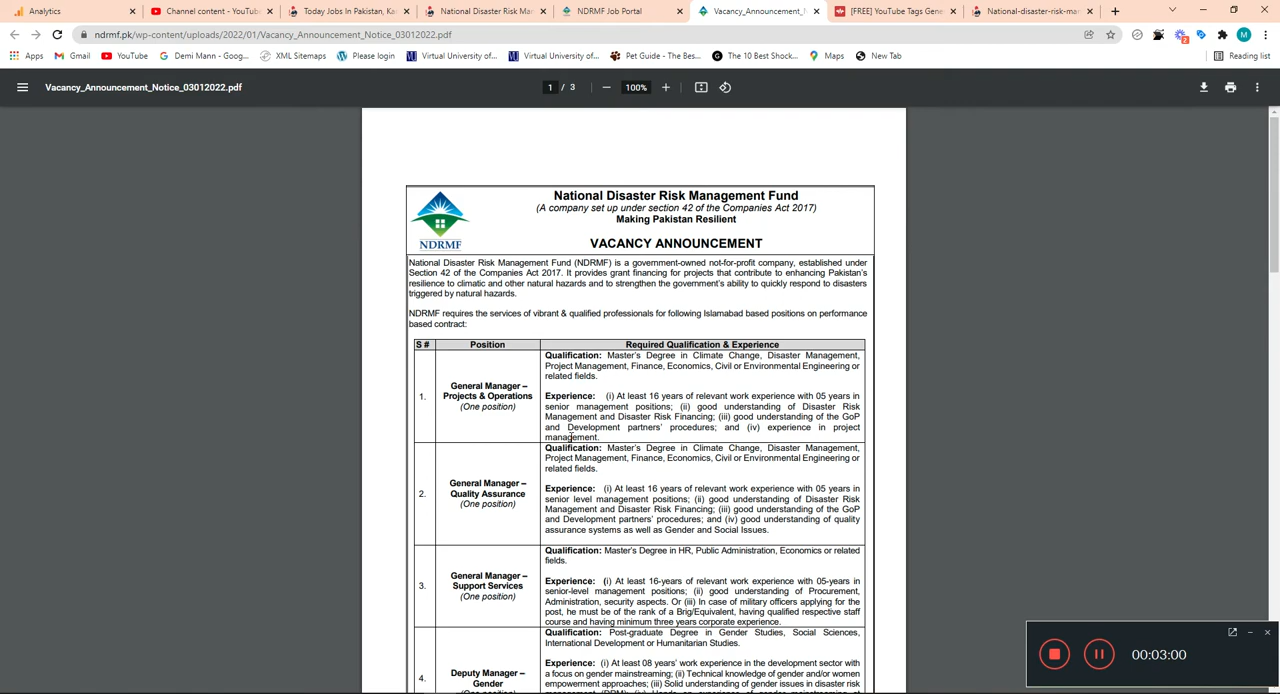 Analytics
Channel content - YouTub
Today Jobs In Pakistan, Ka
National Disaster Risk Mar
NDRMF Job Portal
Vacancy_Announcement_N
[FREE] YouTube Tags Gene
National-disaster-risk-ma
ndrmf.pk/wp-content/uploads/2022/01/Vacancy_Announcement_Notice_03012022.pdf
M
Apps
Gmail
YouTube
Demi Mann - Goog...
XML Sitemaps
Please login
Virtual University of...
Virtual University of...
Pet Guide - The Bes...
The 10 Best Shock...
Maps
New Tab
Reading list
Vacancy_Announcement_Notice_03012022.pdf
1 / 3
100%
National Disaster Risk Management Fund
(A company set up under section 42 of the Companies Act 2017)
Making Pakistan Resilient
NDRMF
VACANCY ANNOUNCEMENT
National Disaster Risk Management Fund (NDRMF) is a government-owned not-for-profit company, established under
Section 42 of the Companies Act 2017. It provides grant financing for projects that contribute to enhancing Pakistan's
resilience to climatic and other natural hazards and to strengthen the government's ability to quickly respond to disasters
triggered by natural hazards.
NDRMF requires the services of vibrant & qualified professionals for following Islamabad based positions on performance
based contract:
S #
Position
Required Qualification & Experience
1.
General Manager –
Projects & Operations
(One position)
Qualification: Master's Degree in Climate Change, Disaster Management,
Project Management, Finance, Economics, Civil or Environmental Engineering or
related fields.
Experience: (i) At least 16 years of relevant work experience with 05 years in
senior management positions; (ii) good understanding of Disaster Risk
Management and Disaster Risk Financing; (iii) good understanding of the GoP
and Development partners' procedures; and (iv) experience in project
management.
2.
General Manager –
Quality Assurance
(One position)
Qualification: Master's Degree in Climate Change, Disaster Management,
Project Management, Finance, Economics, Civil or Environmental Engineering or
related fields.
Experience: (i) At least 16 years of relevant work experience with 05 years in
senior level management positions; (ii) good understanding of Disaster Risk
Management and Disaster Risk Financing; (iii) good understanding of the GoP
and Development partners' procedures; and (iv) good understanding of quality
assurance systems as well as Gender and Social Issues.
3.
General Manager –
Support Services
(One position)
Qualification: Master's Degree in HR, Public Administration, Economics or related
fields.
Experience: (i) At least 16-years of relevant work experience with 05-years in
senior-level management positions; (ii) good understanding of Procurement,
Administration, security aspects. Or (iii) In case of military officers applying for the
post, he must be of the rank of a Brig/Equivalent, having qualified respective staff
course and having minimum three years corporate experience.
4.
Deputy Manager –
Gender
(One position)
Qualification: Post-graduate Degree in Gender Studies, Social Sciences,
International Development or Humanitarian Studies.
Experience: (i) At least 08 years' work experience in the development sector with
a focus on gender mainstreaming; (ii) Technical knowledge of gender and/or women
empowerment approaches; (iii) Solid understanding of gender issues in disaster risk
00:03:00